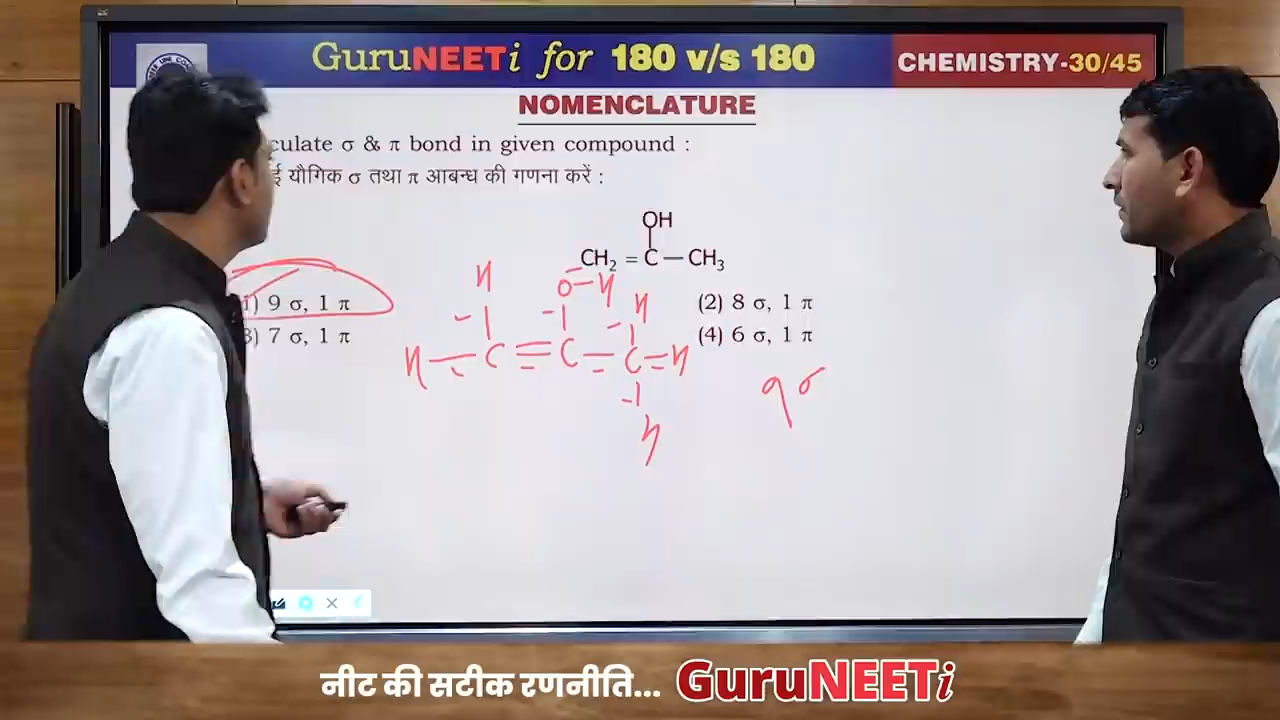 GuruNEETi for 180 v/s 180
CHEMISTRY-30/45
NOMENCLATURE
culate σ & π bond in given compound :
ई यौगिक σ तथा π आबन्ध की गणना करें :
OH
CH₂ = C — CH₃
1) 9 σ, 1 π
(2) 8 σ, 1 π
3) 7 σ, 1 π
(4) 6 σ, 1 π
H
O-H
H
H C C C H
H
9 σ
नीट की सटीक रणनीति... GuruNEETi